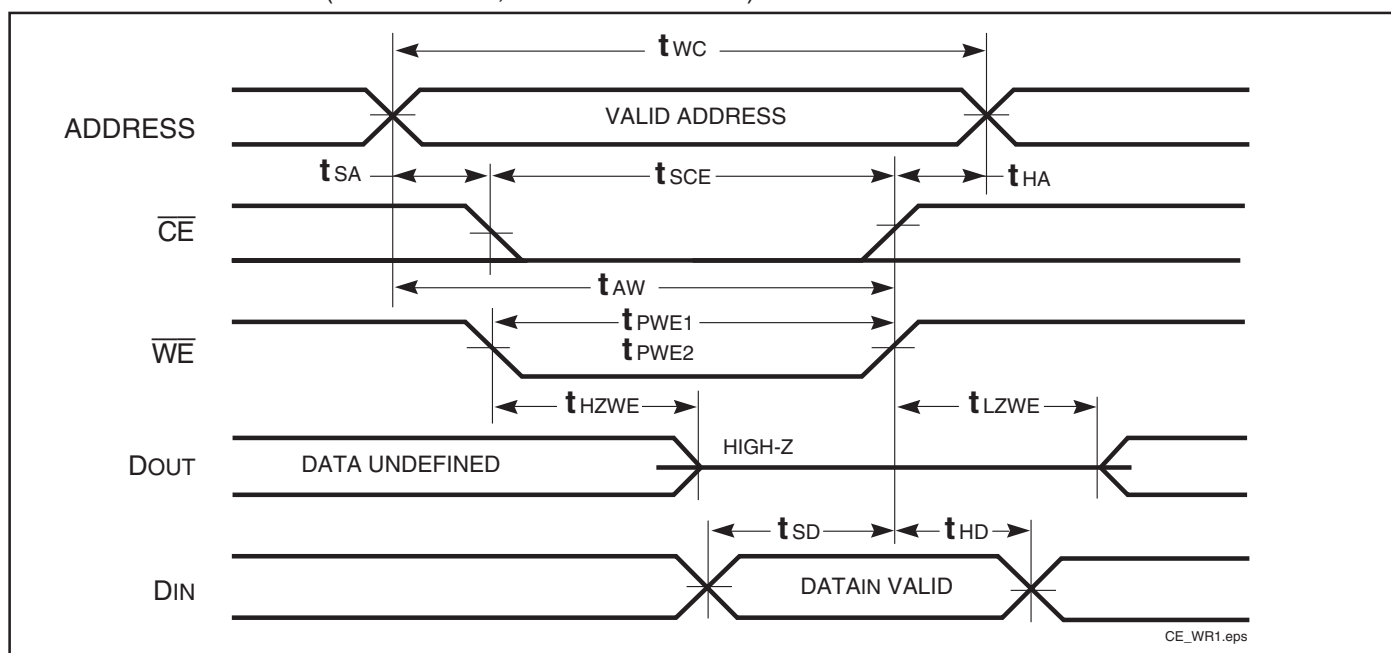 tWC
ADDRESS
VALID ADDRESS
tSA
tSCE
tHA
CE
tAW
tPWE1
WE
tPWE2
tHZWE
tLZWE
DOUT
DATA UNDEFINED
HIGH-Z
tSD
tHD
DIN
DATAIN VALID
CE_WR1.eps